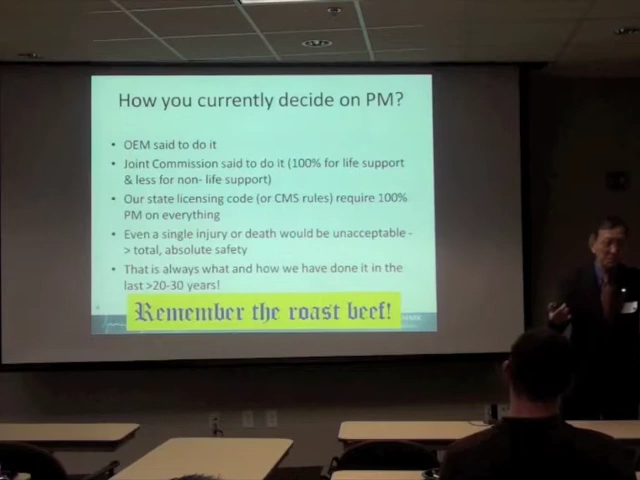 How you currently decide on PM?
• OEM said to do it
• Joint Commission said to do it (100% for life support
& less for non- life support)
• Our state licensing code (or CMS rules) require 100%
PM on everything
• Even a single injury or death would be unacceptable -
> total, absolute safety
• That is always what and how we have done it in the
last >20-30 years!
Remember the roast beef!